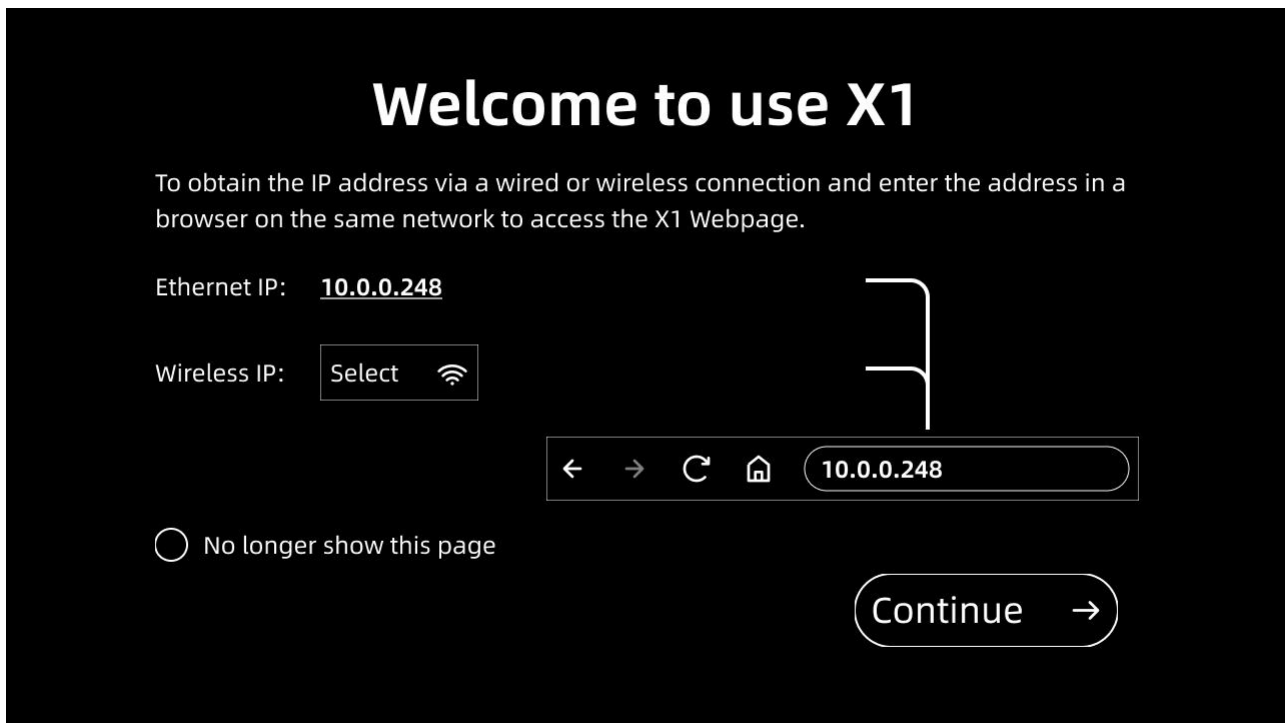 Welcome to use X1
To obtain the IP address via a wired or wireless connection and enter the address in a
browser on the same network to access the X1 Webpage.
Ethernet IP: 10.0.0.248
Wireless IP: Select
10.0.0.248
No longer show this page
Continue